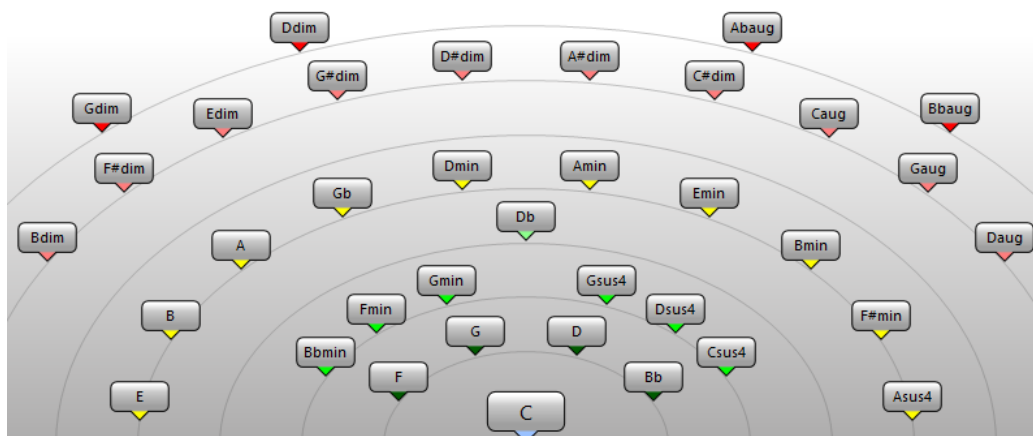 Ddim
Abaug
D#dim
A#dim
G#dim
C#dim
Gdim
Edim
Caug
Bbaug
F#dim
Dmin
Amin
Gaug
Gb
Emin
Bdim
A
Db
Bmin
Daug
Gmin
Gsus4
B
Fmin
Dsus4
F#min
G
D
Bbmin
Csus4
F
Bb
E
C
Asus4